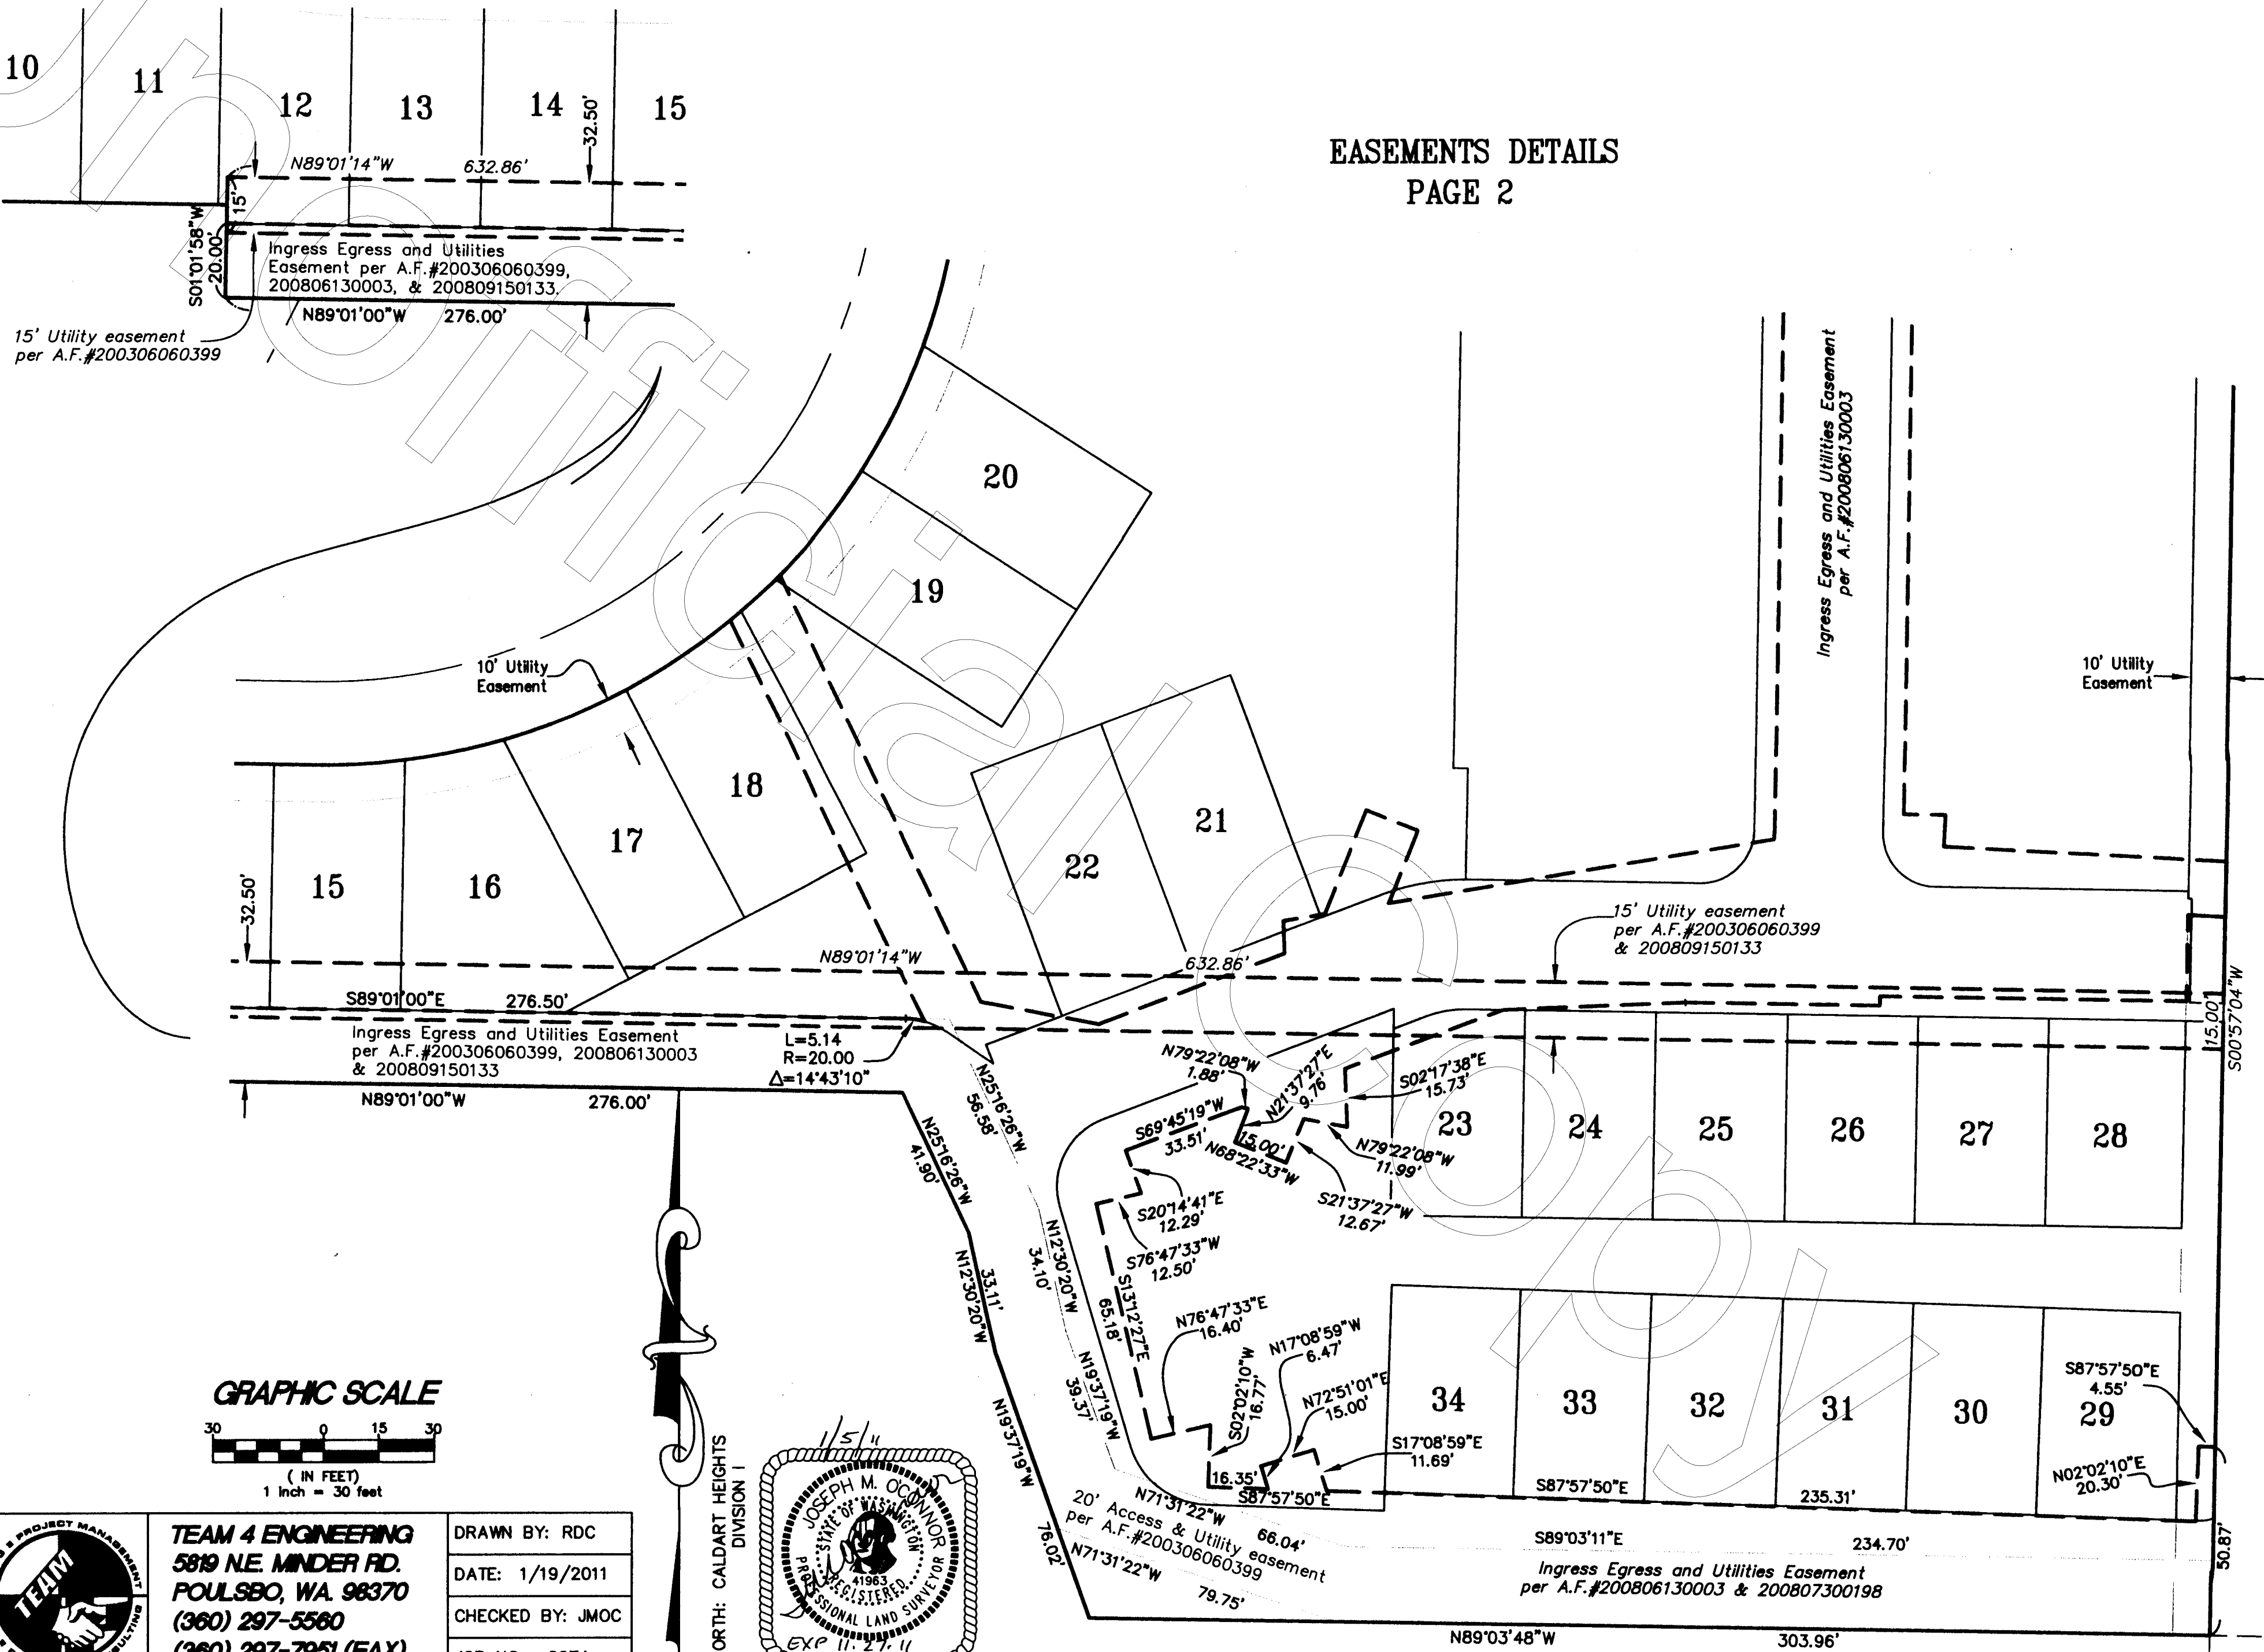 EASEMENTS DETAILS
PAGE 2
10
11
12
13
14
15
32.50'
N89°01'14"W 632.86'
15'
S01°01'58"W
20.00'
Ingress Egress and Utilities
Easement per A.F.#200306060399,
200806130003, & 200809150133.
N89°01'00"W 276.00'
15' Utility easement
per A.F.#200306060399
20
19
Ingress Egress and Utilities Easement
per A.F.#200806130003
10' Utility
Easement
10' Utility
Easement
18
17
16
15
21
22
32.50'
15' Utility easement
per A.F.#200306060399
& 200809150133
N89°01'14"W
632.86'
S89°01'00"E 276.50'
Ingress Egress and Utilities Easement
per A.F.#200306060399, 200806130003
& 200809150133
L=5.14
R=20.00
Δ=14°43'10"
N89°01'00"W 276.00'
15.00'
S00°57'04"W
N25°16'26"W
56.58'
N25°16'26"W
41.90'
N79°22'08"W
1.88'
N21°37'27"E
9.76'
S02°17'38"E
15.73'
S69°45'19"W
33.51'
15.00'
N68°22'33"W
N79°22'08"W
11.99'
S21°37'27"W
12.67'
S20°14'41"E
12.29'
S76°47'33"W
12.50'
23
24
25
26
27
28
N12°30'20"W
34.10'
33.11'
N12°30'20"W
S13°12'27"E
65.18'
N76°47'33"E
16.40'
N17°08'59"W
6.47'
S02°02'10"W
16.77'
N72°51'01"E
15.00'
S17°08'59"E
11.69'
16.35'
S87°57'50"E
N19°37'19"W
39.37'
N19°37'19"W
76.02'
34
33
32
31
30
29
S87°57'50"E
4.55'
N02°02'10"E
20.30'
S87°57'50"E 235.31'
N71°31'22"W 66.04'
20' Access & Utility easement
per A.F.#200306060399
N71°31'22"W 79.75'
S89°03'11"E 234.70'
Ingress Egress and Utilities Easement
per A.F.#200806130003 & 200807300198
50.87'
N89°03'48"W 303.96'
GRAPHIC SCALE
30 0 15 30
( IN FEET)
1 inch = 30 feet
PROJECT MANAGEMENT
TEAM
TEAM 4 ENGINEERING
5819 N.E. MINDER RD.
POULSBO, WA. 98370
(360) 297-5560
(360) 297-7951 (FAX)
DRAWN BY: RDC
DATE: 1/19/2011
CHECKED BY: JMOC
ORTH: CALDART HEIGHTS
DIVISION I
1/5/11
JOSEPH M. O'CONNOR
STATE OF WASHINGTON
41963
REGISTERED
PROFESSIONAL LAND SURVEYOR
EXP 11.27.11
Unofficial Copy